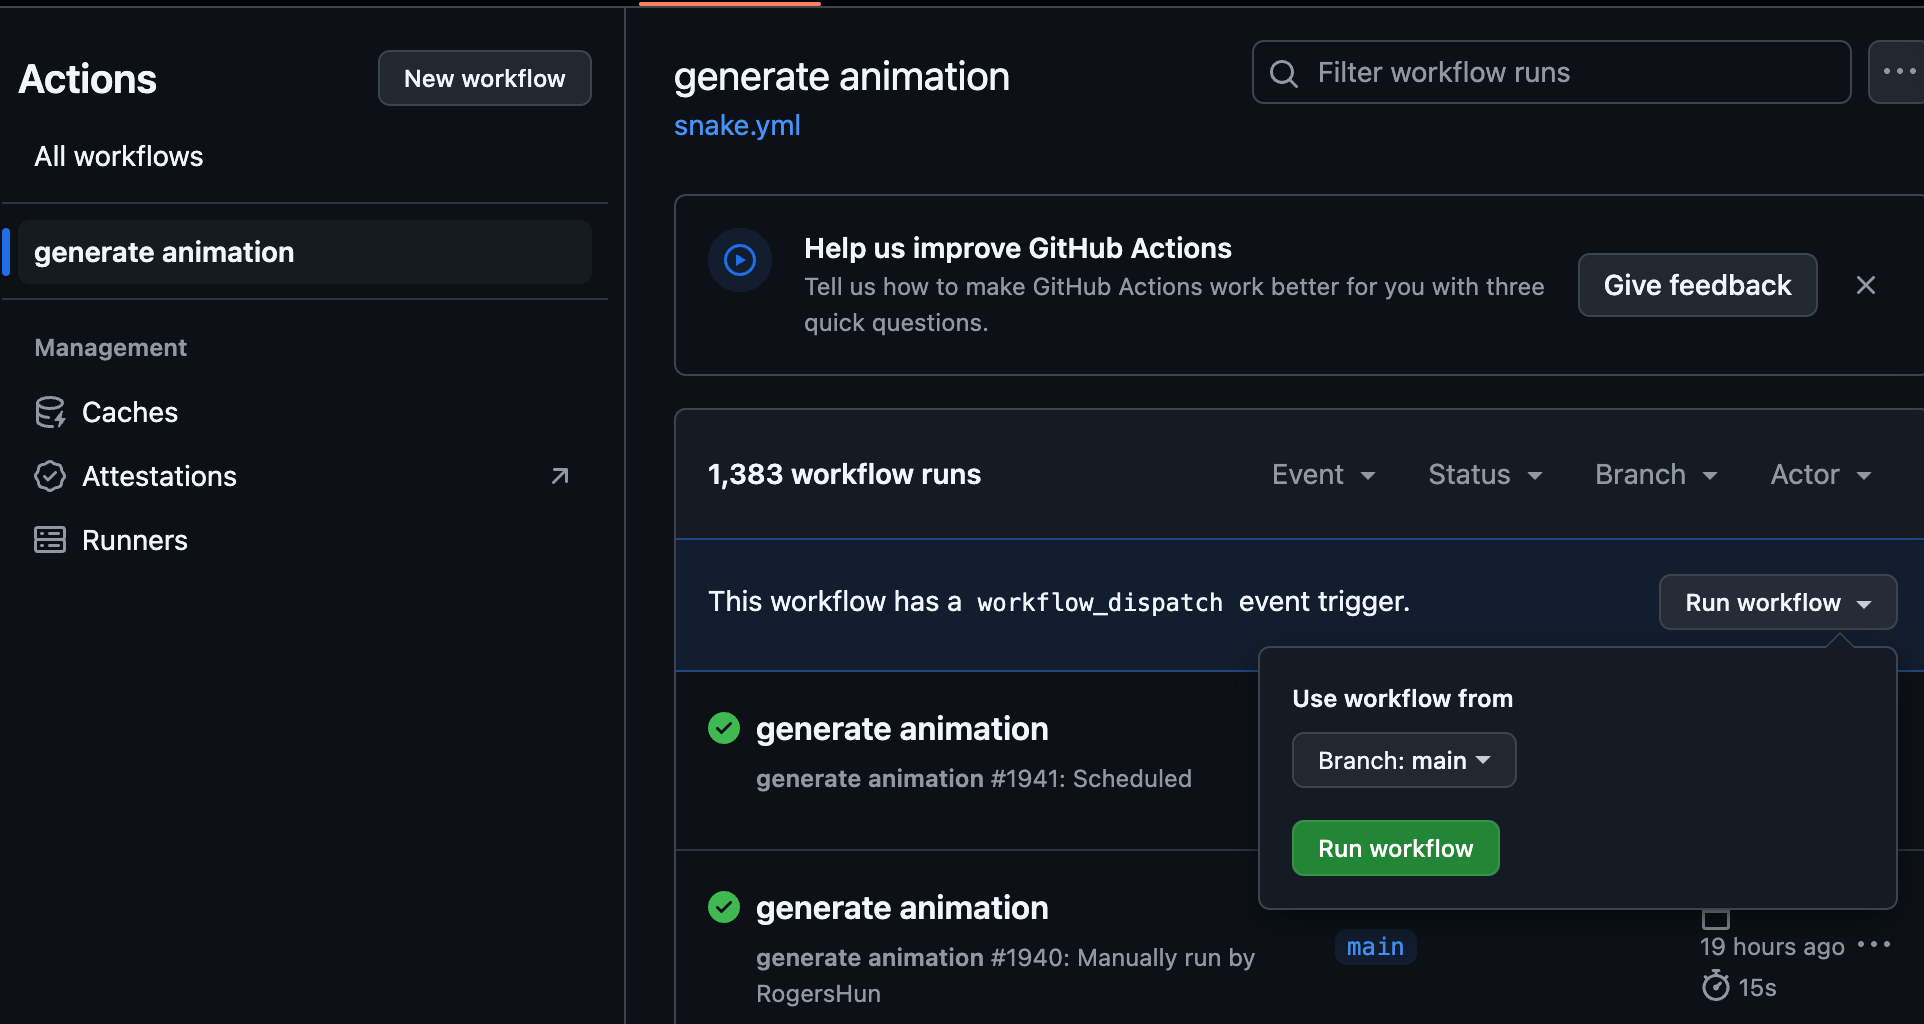 Actions
New workflow
All workflows
generate animation
Management
Caches
Attestations
Runners
generate animation
snake.yml
Filter workflow runs
Help us improve GitHub Actions
Tell us how to make GitHub Actions work better for you with three
quick questions.
Give feedback
1,383 workflow runs
Event
Status
Branch
Actor
This workflow has a workflow_dispatch event trigger.
Run workflow
Use workflow from
Branch: main
Run workflow
generate animation
generate animation #1941: Scheduled
generate animation
generate animation #1940: Manually run by
RogersHun
main
19 hours ago
15s